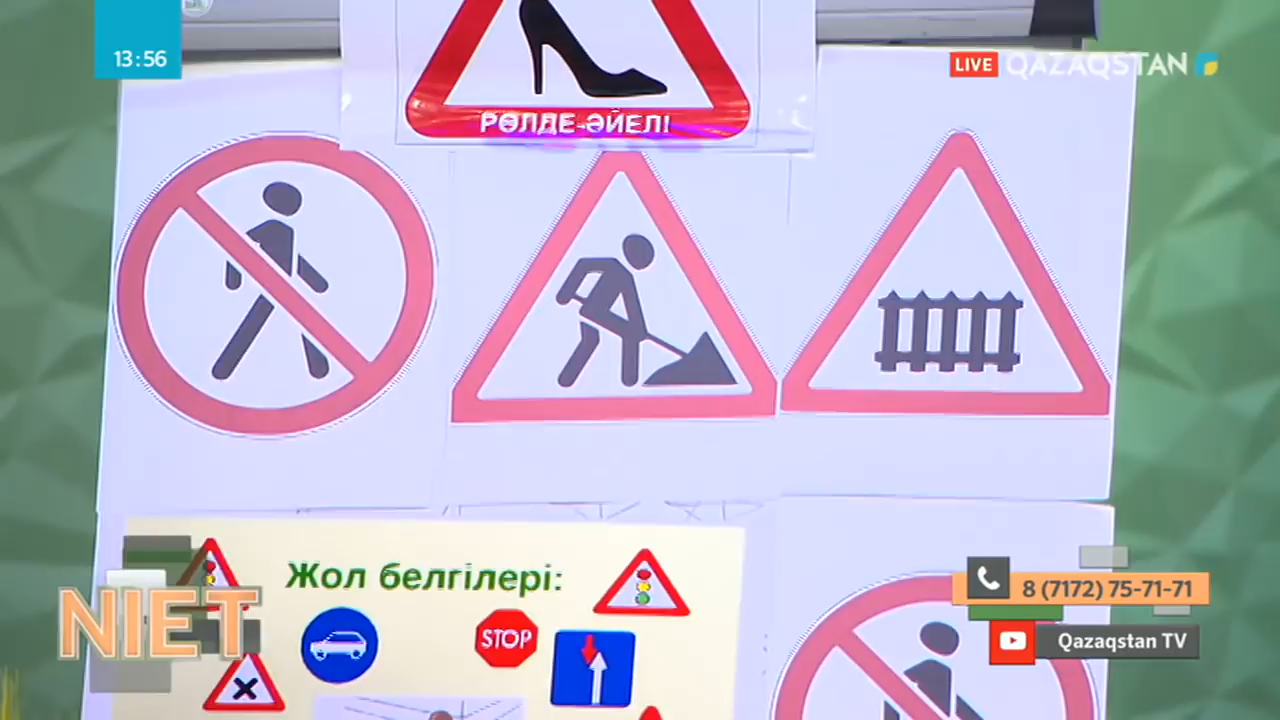 13:56
LIVE QAZAQSTAN
РӨЛДЕ-ӘЙЕЛ!
Жол белгілері:
STOP
NIET
8 (7172) 75-71-71
Qazaqstan TV